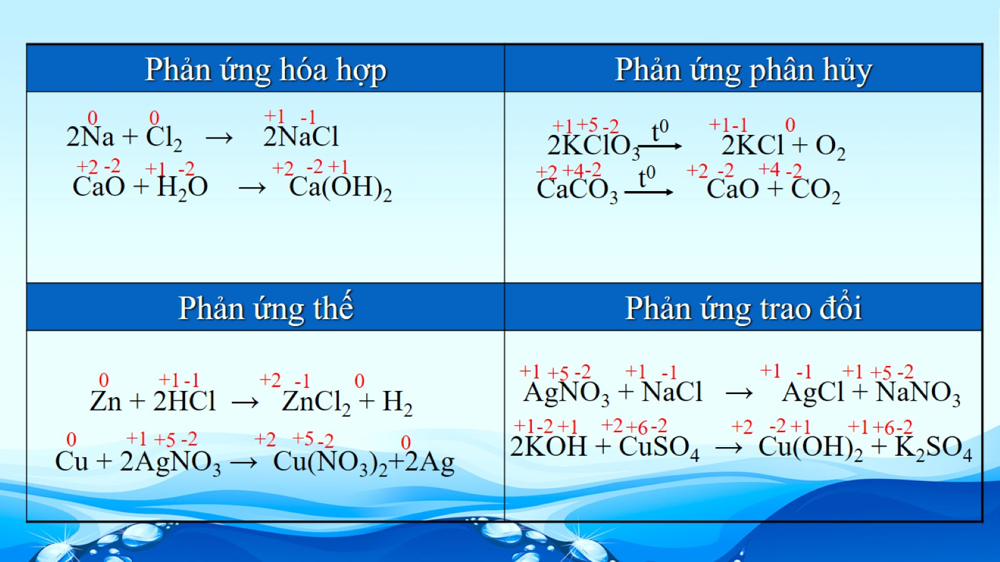 Phản ứng hóa hợp
0 0 +1 -1
2Na + Cl₂ → 2NaCl
+2 -2 +1 -2 +2 -2 +1
CaO + H₂O → Ca(OH)₂
Phản ứng phân hủy
+1 +5 -2 t⁰ +1 -1 0
2KClO₃ → 2KCl + O₂
+2 +4 -2 t⁰ +2 -2 +4 -2
CaCO₃ → CaO + CO₂
Phản ứng thế
0 +1 -1 +2 -1 0
Zn + 2HCl → ZnCl₂ + H₂
0 +1 +5 -2 +2 +5 -2 0
Cu + 2AgNO₃ → Cu(NO₃)₂+2Ag
Phản ứng trao đổi
+1 +5 -2 +1 -1 +1 -1 +1 +5 -2
AgNO₃ + NaCl → AgCl + NaNO₃
+1 -2 +1 +2 +6 -2 +2 -2 +1 +1 +6 -2
2KOH + CuSO₄ → Cu(OH)₂ + K₂SO₄